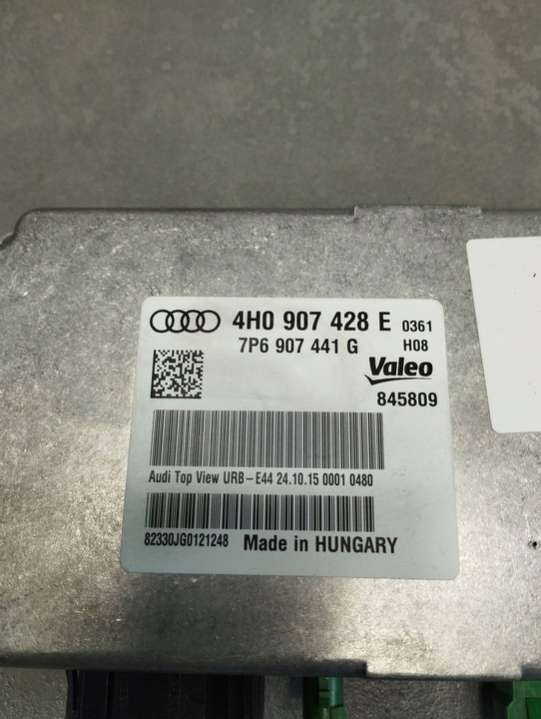 4H0 907 428 E 0361
7P6 907 441 G H08
Valeo
845809
Audi Top View URB-E44 24.10.15 0001 0480
82330JG0121248 Made in HUNGARY